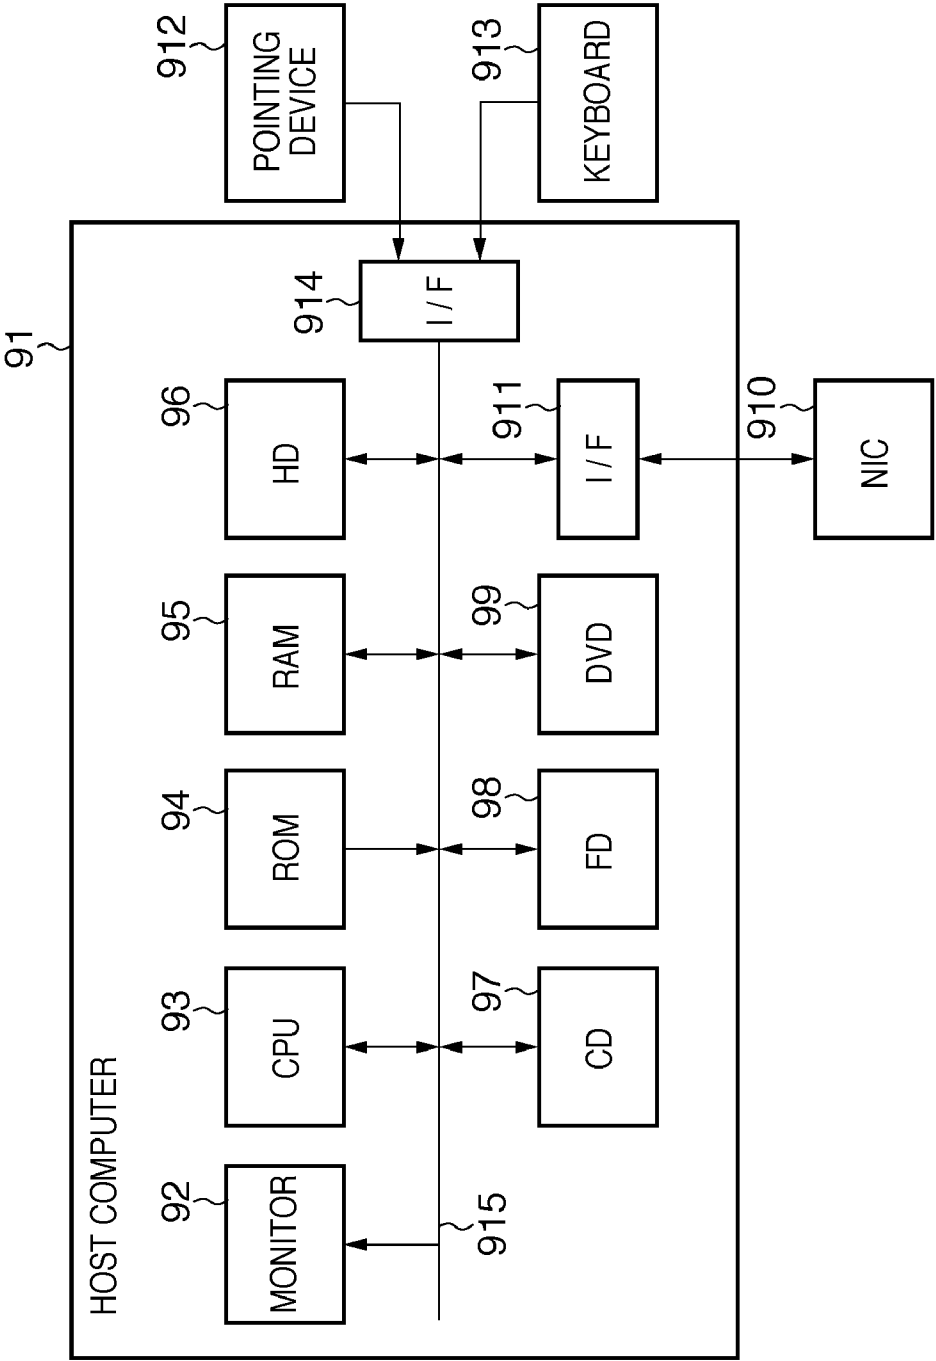 HOST COMPUTER
91
92
MONITOR
93
CPU
94
ROM
95
RAM
96
HD
915
97
CD
98
FD
99
DVD
911
I / F
914
I / F
912
POINTING
DEVICE
913
KEYBOARD
910
NIC